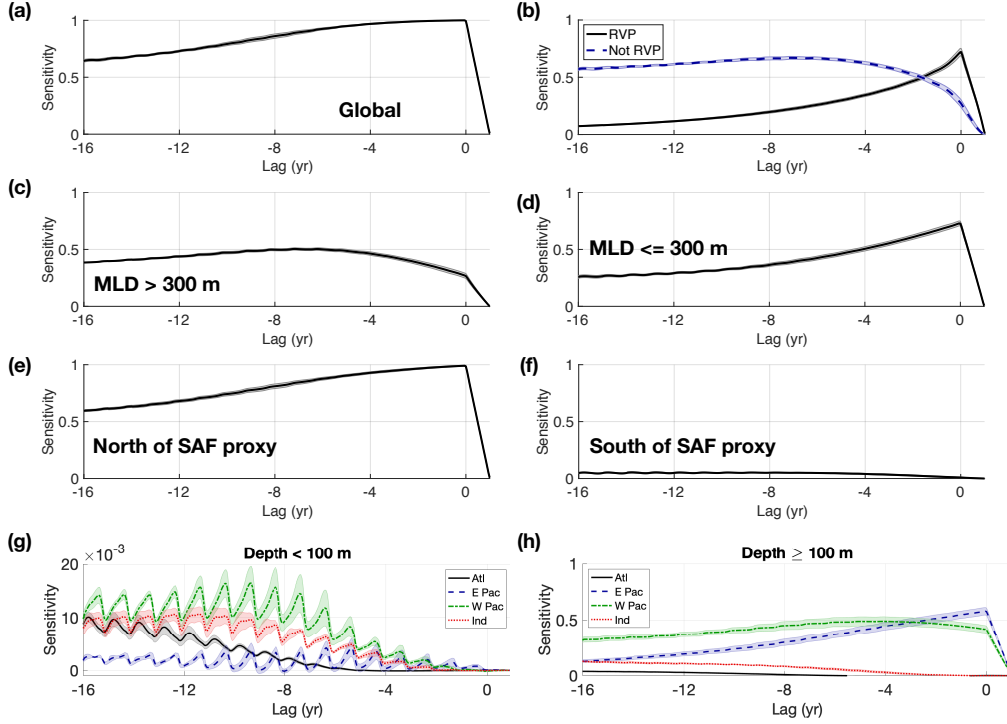 (a)
1
0.5
0
Sensitivity
Global
-16 -12 -8 -4 0
Lag (yr)
(b)
1
0.5
0
Sensitivity
RVP
Not RVP
-16 -12 -8 -4 0
Lag (yr)
(c)
1
0.5
0
Sensitivity
MLD > 300 m
-16 -12 -8 -4 0
Lag (yr)
(d)
1
0.5
0
Sensitivity
MLD <= 300 m
-16 -12 -8 -4 0
Lag (yr)
(e)
1
0.5
0
Sensitivity
North of SAF proxy
-16 -12 -8 -4 0
Lag (yr)
(f)
1
0.5
0
Sensitivity
South of SAF proxy
-16 -12 -8 -4 0
Lag (yr)
(g)
×10⁻³
Depth < 100 m
20
10
0
Sensitivity
Atl
E Pac
W Pac
Ind
-16 -12 -8 -4 0
Lag (yr)
(h)
Depth ≥ 100 m
1
0.5
0
Sensitivity
Atl
E Pac
W Pac
Ind
-16 -12 -8 -4 0
Lag (yr)